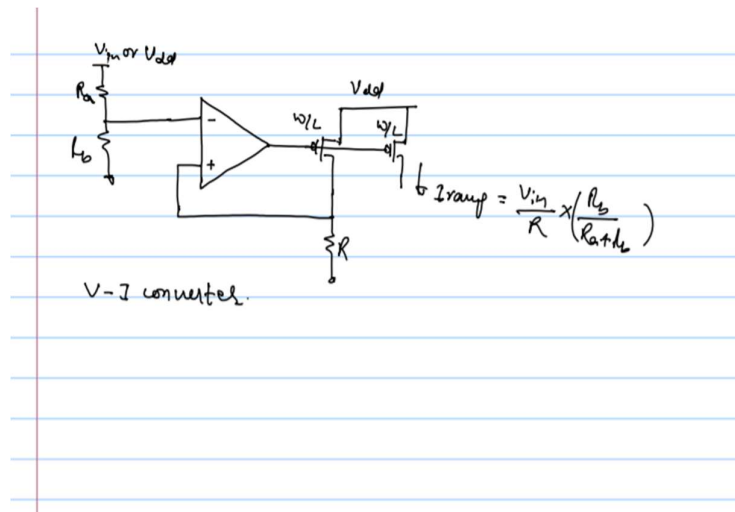 Vin or Vdd
Ra
Vdd
W/L
W/L
-
Rb
+
Iramp = Vin/R × (Rb/Ra+Rb)
R
V-I converter.